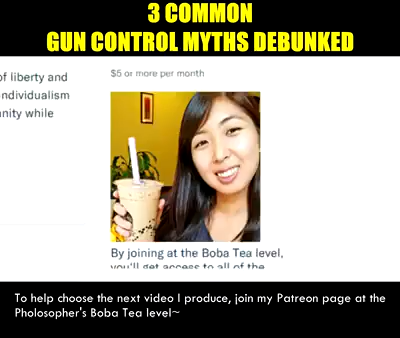 3 COMMON
GUN CONTROL MYTHS DEBUNKED
of liberty and
ndividualism
anity while
$5 or more per month
By joining at the Boba Tea level,
you'll get access to all of the
To help choose the next video I produce, join my Patreon page at the
Pholosopher's Boba Tea level~